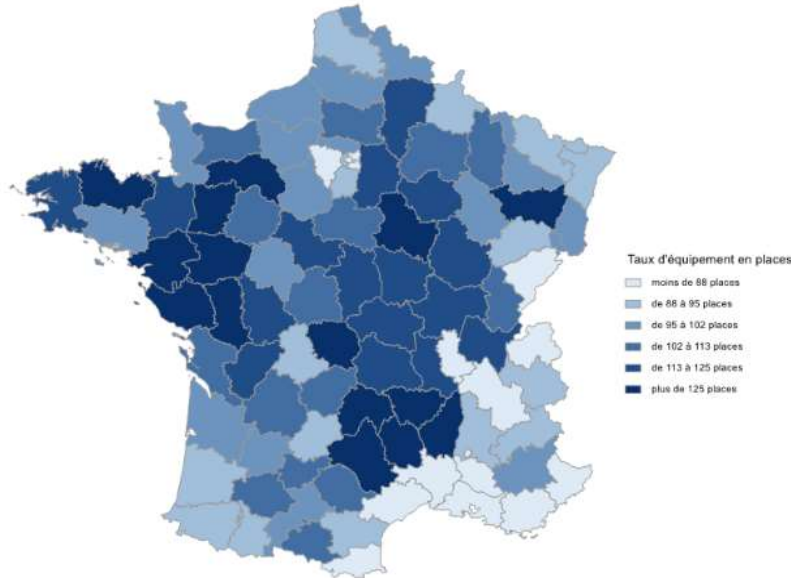 Taux d'équipement en places
moins de 88 places
de 88 à 95 places
de 95 à 102 places
de 102 à 113 places
de 113 à 125 places
plus de 125 places